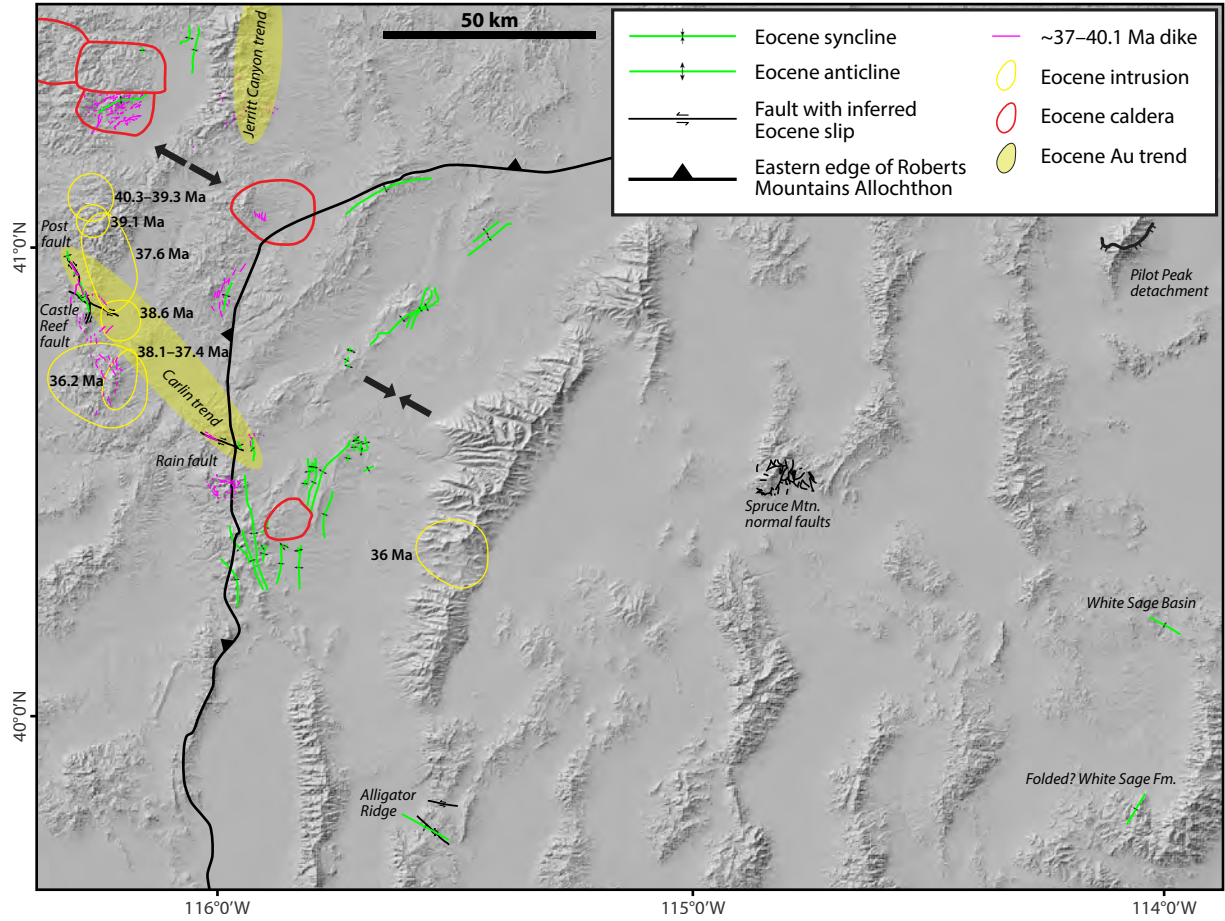 50 km
Eocene syncline
Eocene anticline
Fault with inferred
Eocene slip
Eastern edge of Roberts
Mountains Allochthon
~37–40.1 Ma dike
Eocene intrusion
Eocene caldera
Eocene Au trend
Jerritt Canyon trend
40.3–39.3 Ma
39.1 Ma
Post
fault
37.6 Ma
41°0'N
Pilot Peak
detachment
Castle
Reef
fault
38.6 Ma
38.1–37.4 Ma
36.2 Ma
Carlin trend
Rain fault
Spruce Mtn.
normal faults
36 Ma
White Sage Basin
40°0'N
Folded? White Sage Fm.
Alligator
Ridge
116°0'W
115°0'W
114°0'W